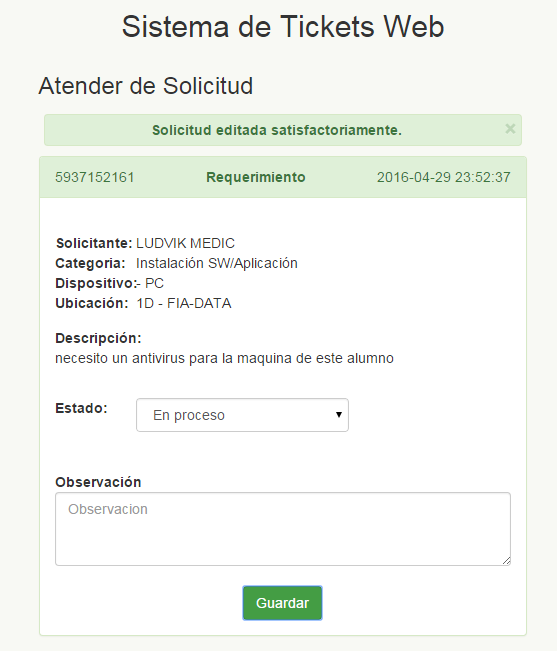 Sistema de Tickets Web
Atender de Solicitud
Solicitud editada satisfactoriamente. ×
5937152161 Requerimiento 2016-04-29 23:52:37
Solicitante: LUDVIK MEDIC
Categoria: Instalación SW/Aplicación
Dispositivo:- PC
Ubicación: 1D - FIA-DATA
Descripción:
necesito un antivirus para la maquina de este alumno
Estado: En proceso
Observación
Observacion
Guardar